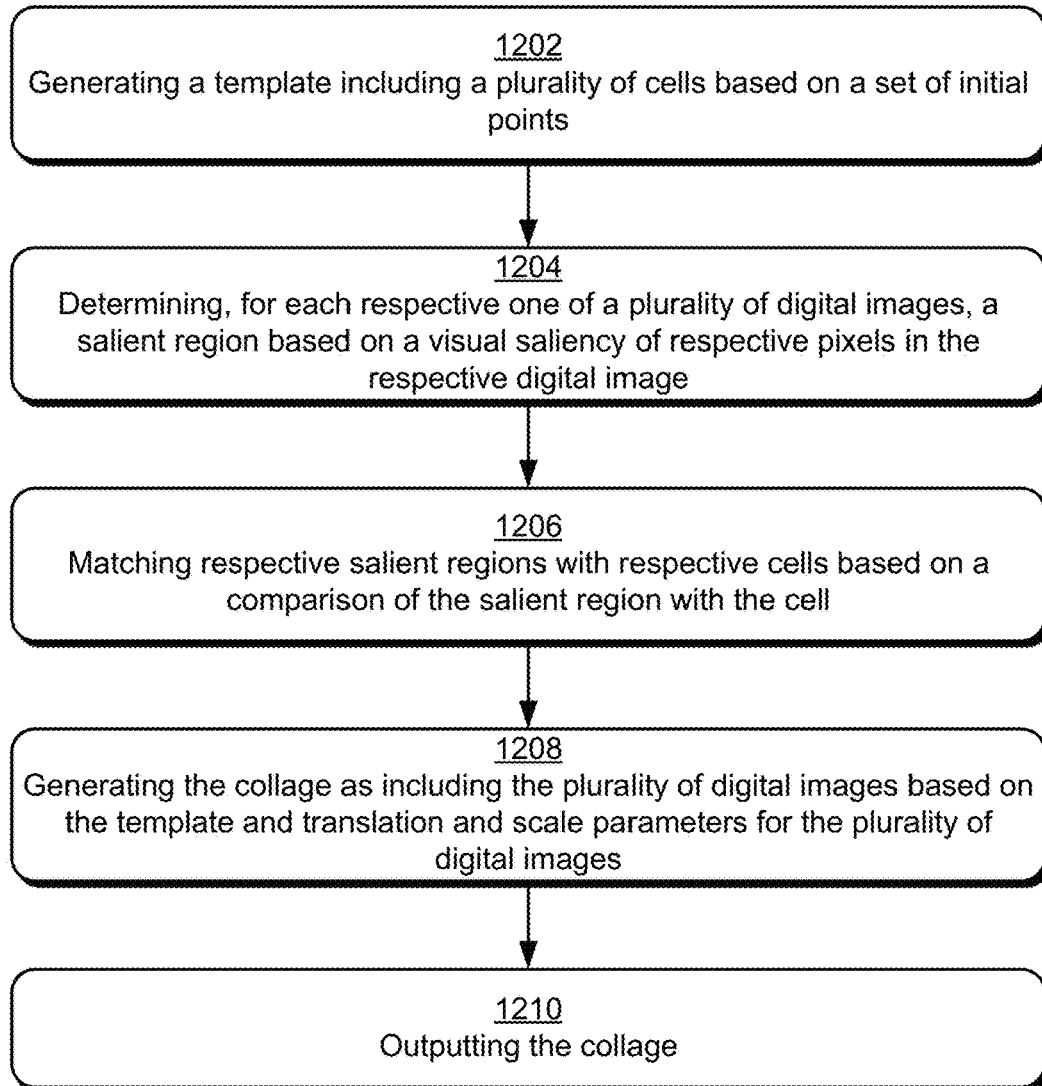 1202
Generating a template including a plurality of cells based on a set of initial
points
1204
Determining, for each respective one of a plurality of digital images, a
salient region based on a visual saliency of respective pixels in the
respective digital image
1206
Matching respective salient regions with respective cells based on a
comparison of the salient region with the cell
1208
Generating the collage as including the plurality of digital images based on
the template and translation and scale parameters for the plurality of
digital images
1210
Outputting the collage